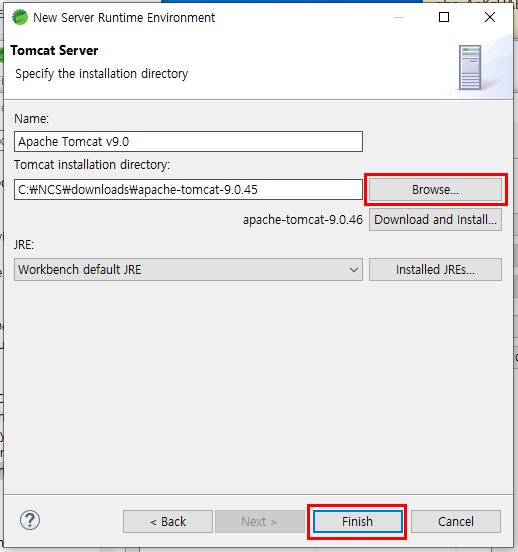 New Server Runtime Environment
Tomcat Server
Specify the installation directory
Name:
Apache Tomcat v9.0
Tomcat installation directory:
C:₩NCS₩downloads₩apache-tomcat-9.0.45
Browse...
apache-tomcat-9.0.46
Download and Install...
JRE:
Workbench default JRE
Installed JREs...
?
< Back
Next >
Finish
Cancel